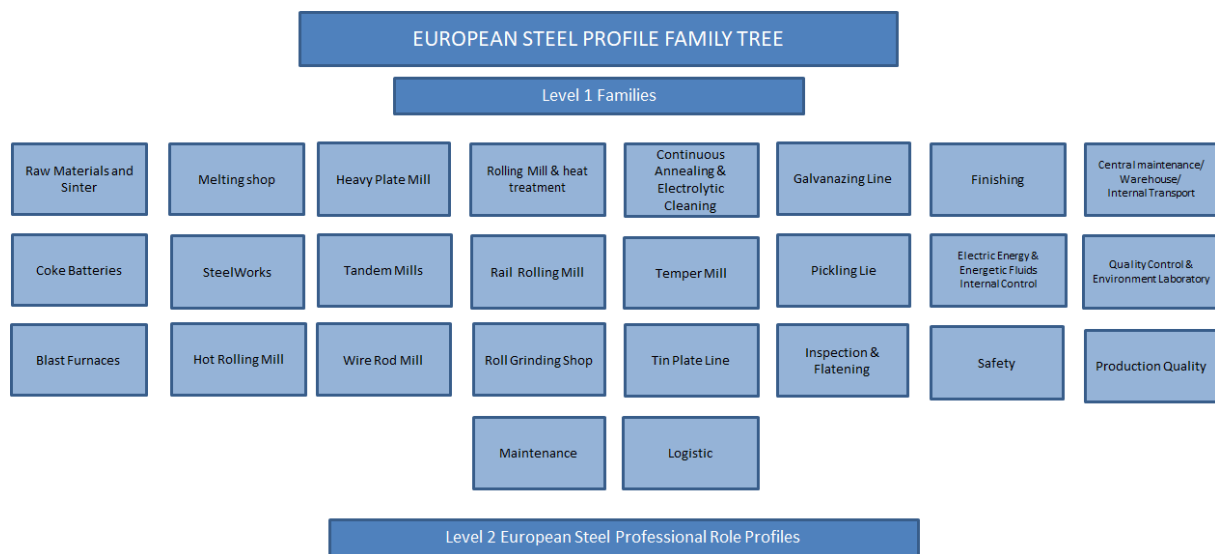 EUROPEAN STEEL PROFILE FAMILY TREE
Level 1 Families
Raw Materials and
Sinter
Melting shop
Heavy Plate Mill
Rolling Mill & heat
treatment
Continuous
Annealing &
Electrolytic
Cleaning
Galvanazing Line
Finishing
Central maintenance/
Warehouse/
Internal Transport
Coke Batteries
SteelWorks
Tandem Mills
Rail Rolling Mill
Temper Mill
Pickling Lie
Electric Energy &
Energetic Fluids
Internal Control
Quality Control &
Environment Laboratory
Blast Furnaces
Hot Rolling Mill
Wire Rod Mill
Roll Grinding Shop
Tin Plate Line
Inspection &
Flatening
Safety
Production Quality
Maintenance
Logistic
Level 2 European Steel Professional Role Profiles